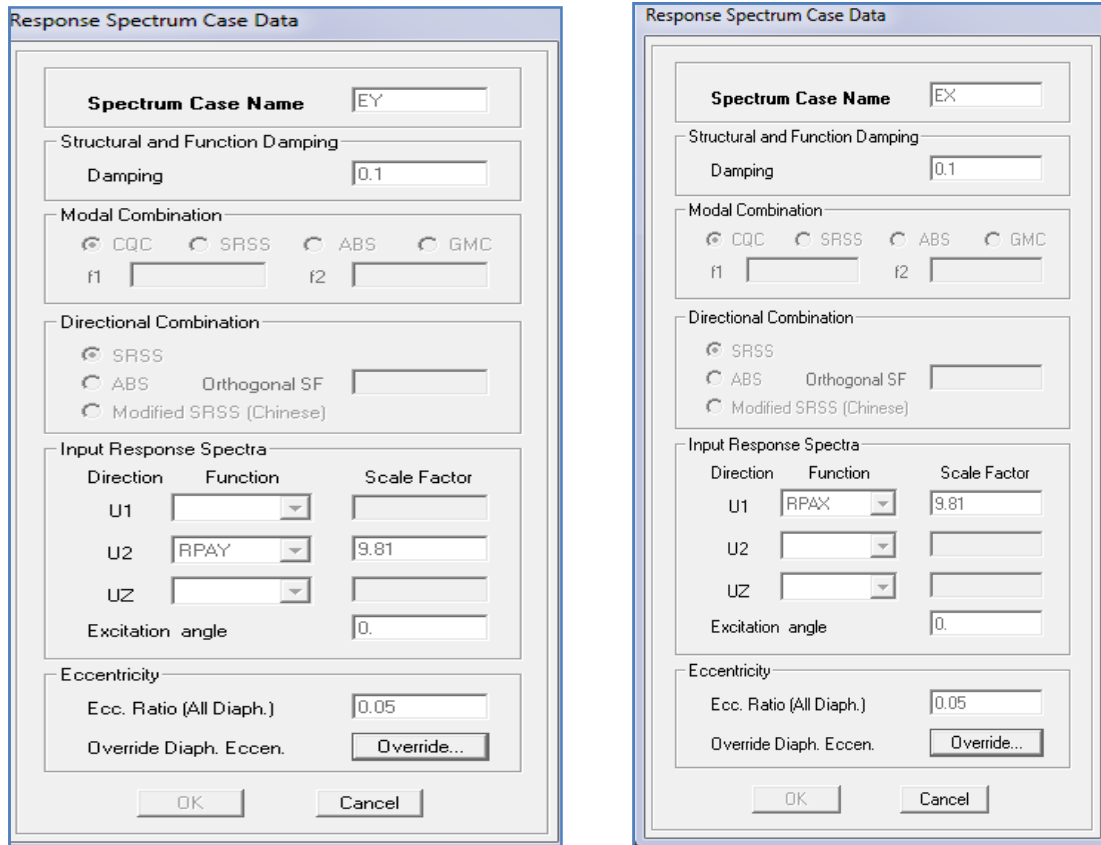 Response Spectrum Case Data
Spectrum Case Name EY
Structural and Function Damping
Damping 0.1
Modal Combination
CQC SRSS ABS GMC
f1 f2
Directional Combination
SRSS
ABS Orthogonal SF
Modified SRSS (Chinese)
Input Response Spectra
Direction Function Scale Factor
U1
U2 RPAY 9.81
UZ
Excitation angle 0.
Eccentricity
Ecc. Ratio (All Diaph.) 0.05
Override Diaph. Eccen. Override...
OK Cancel
Response Spectrum Case Data
Spectrum Case Name EX
Structural and Function Damping
Damping 0.1
Modal Combination
CQC SRSS ABS GMC
f1 f2
Directional Combination
SRSS
ABS Orthogonal SF
Modified SRSS (Chinese)
Input Response Spectra
Direction Function Scale Factor
U1 RPAX 9.81
U2
UZ
Excitation angle 0.
Eccentricity
Ecc. Ratio (All Diaph.) 0.05
Override Diaph. Eccen. Override...
OK Cancel